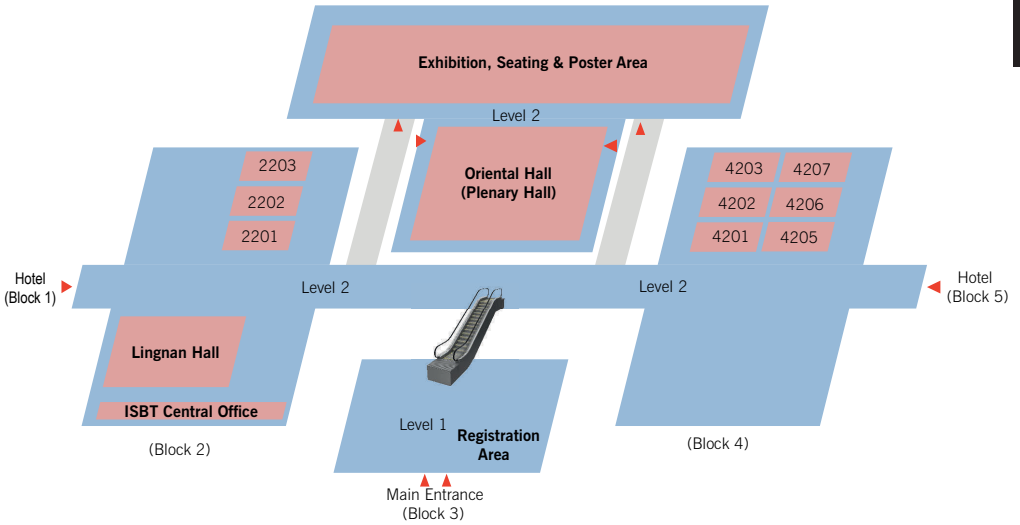 Exhibition, Seating & Poster Area
Level 2
Oriental Hall
(Plenary Hall)
2203
2202
2201
4203
4207
4202
4206
4201
4205
Hotel
(Block 1)
Level 2
Level 2
Hotel
(Block 5)
Lingnan Hall
ISBT Central Office
(Block 2)
Level 1
Registration
Area
(Block 4)
Main Entrance
(Block 3)